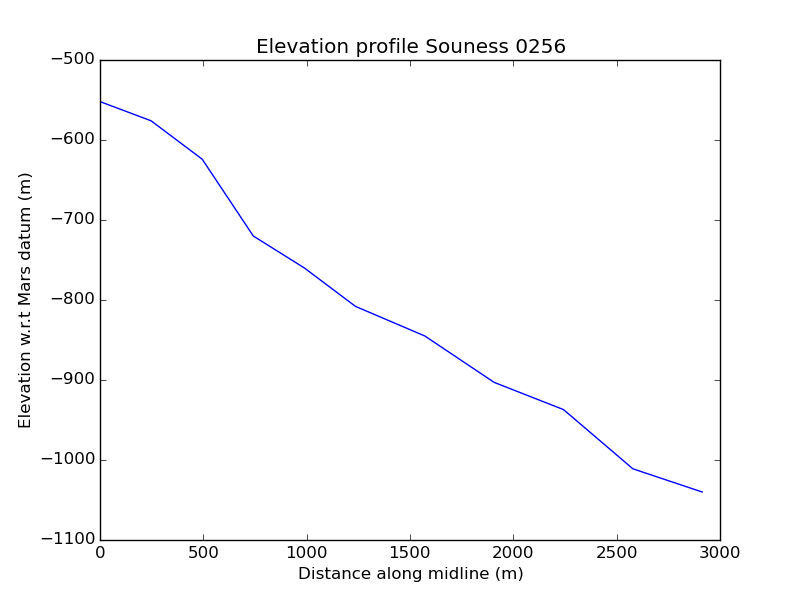 Elevation profile Souness 0256
−500
−600
−700
−800
−900
−1000
−1100
Elevation w.r.t Mars datum (m)
0 500 1000 1500 2000 2500 3000
Distance along midline (m)